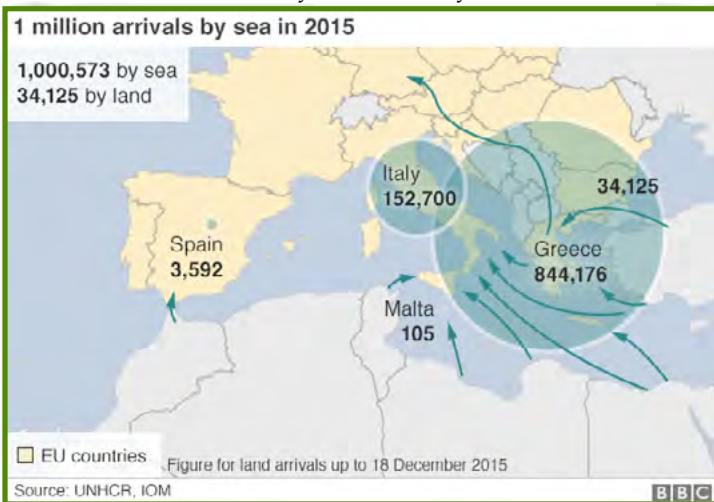 1 million arrivals by sea in 2015
1,000,573 by sea
34,125 by land
Italy
152,700
34,125
Spain
3,592
Greece
844,176
Malta
105
EU countries
Figure for land arrivals up to 18 December 2015
Source: UNHCR, IOM
BBC